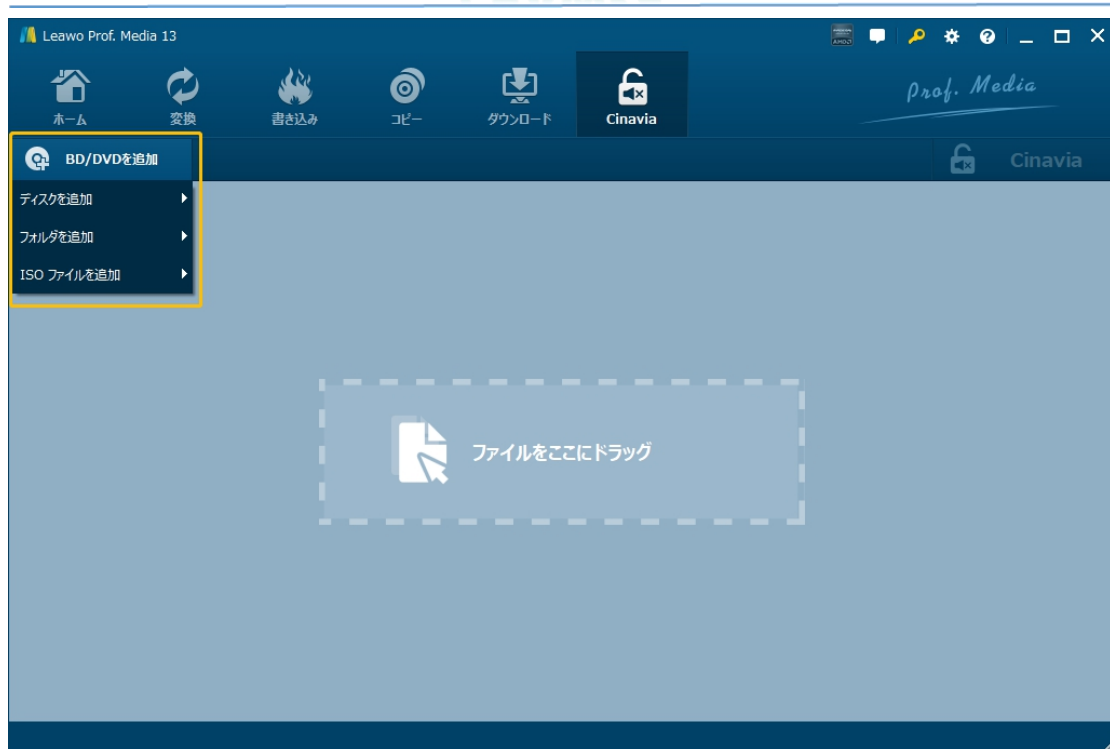 Leawo Prof. Media 13
ホーム
変換
書き込み
コピー
ダウンロード
Cinavia
Prof. Media
BD/DVDを追加
Cinavia
ディスクを追加
フォルダを追加
ISO ファイルを追加
ファイルをここにドラッグ